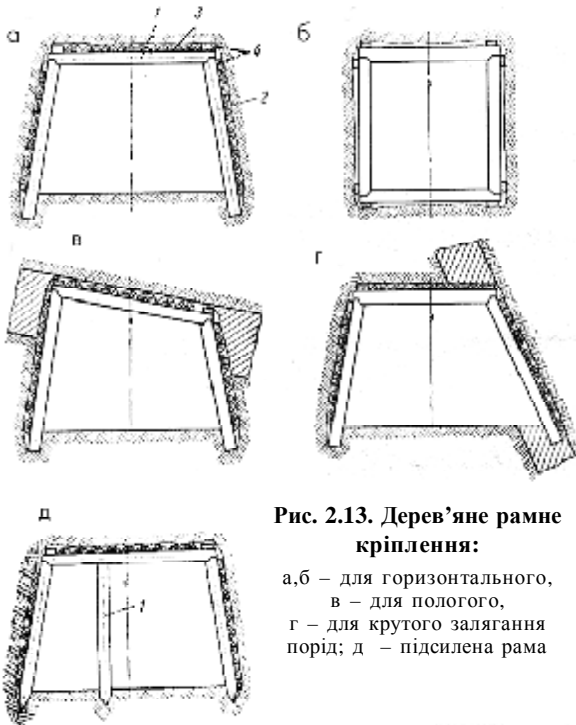 а
1
3
4
2
б
в
г
д
1
Рис. 2.13. Дерев’яне рамне
кріплення:
а,б – для горизонтального,
в – для пологого,
г – для крутого залягання
порід; д – підсилена рама